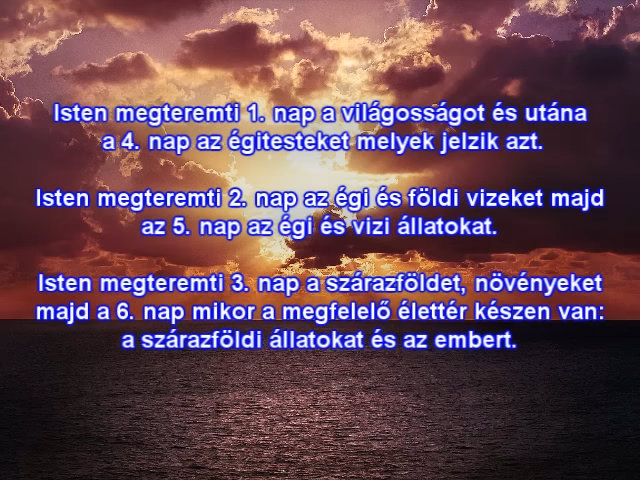 Isten megteremti 1. nap a világosságot és utána
a 4. nap az égitesteket melyek jelzik azt.
Isten megteremti 2. nap az égi és földi vizeket majd
az 5. nap az égi és vizi állatokat.
Isten megteremti 3. nap a szárazföldet, növényeket
majd a 6. nap mikor a megfelelő élettér készen van:
a szárazföldi állatokat és az embert.